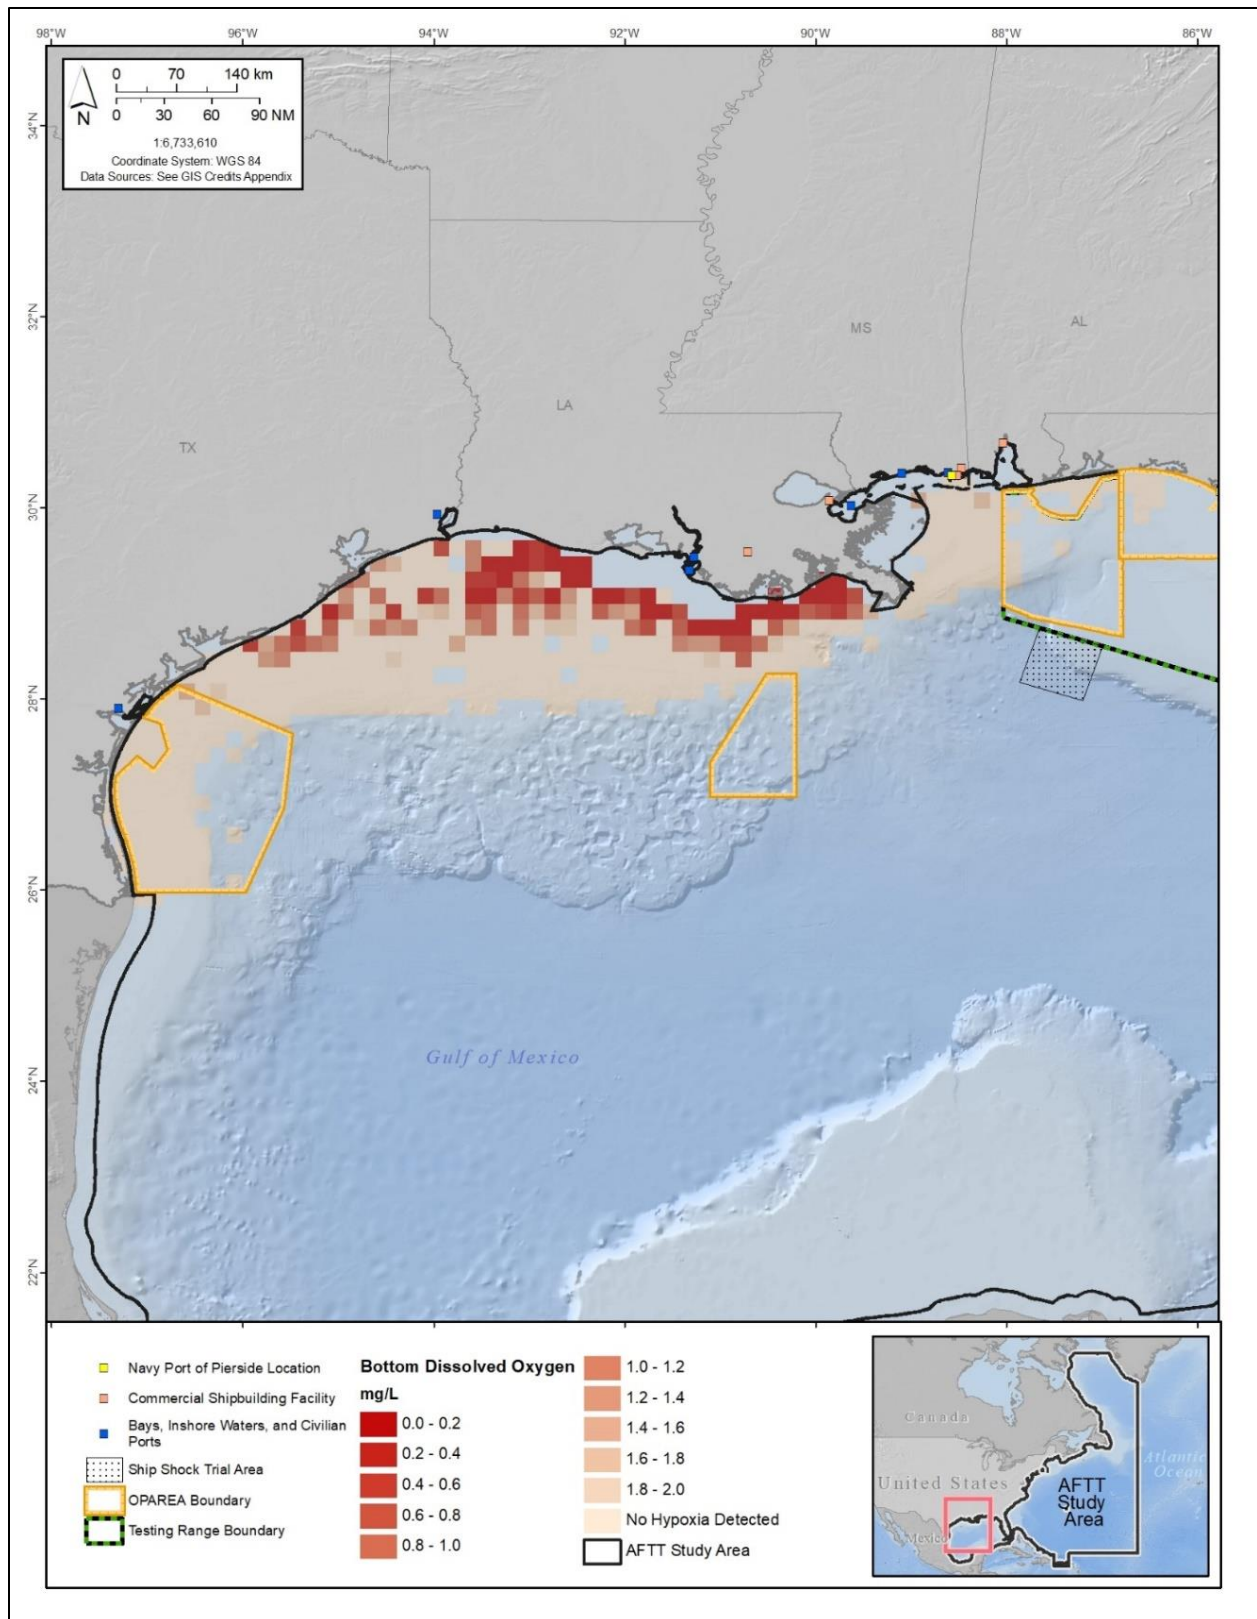 98°W 96°W 94°W 92°W 90°W 88°W 86°W
0 70 140 km
0 30 60 90 NM
N
1:6,733,610
Coordinate System: WGS 84
Data Sources: See GIS Credits Appendix
34°N
32°N
30°N
28°N
26°N
24°N
22°N
MS
AL
LA
TX
Gulf of Mexico
Navy Port of Pierside Location
Commercial Shipbuilding Facility
Bays, Inshore Waters, and Civilian
Ports
Ship Shock Trial Area
OPAREA Boundary
Testing Range Boundary
Bottom Dissolved Oxygen
mg/L
0.0 - 0.2
0.2 - 0.4
0.4 - 0.6
0.6 - 0.8
0.8 - 1.0
1.0 - 1.2
1.2 - 1.4
1.4 - 1.6
1.6 - 1.8
1.8 - 2.0
No Hypoxia Detected
AFTT Study Area
Canada
United States
Mexico
Atlantic
Ocean
AFTT
Study
Area